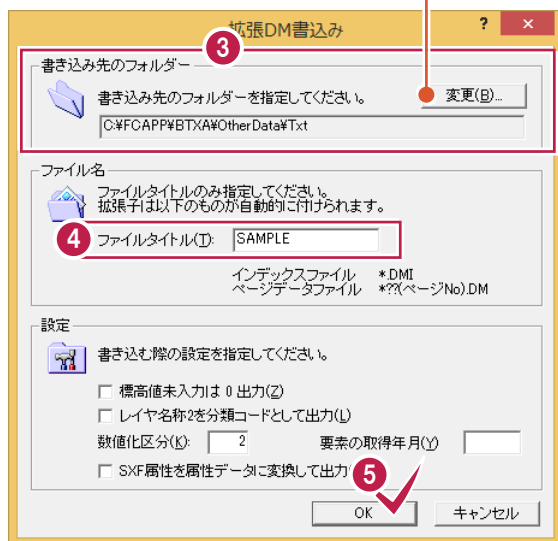 拡張DM書込み
? ×
3
書き込み先のフォルダー
書き込み先のフォルダーを指定してください。
変更(B)...
C:¥FCAPP¥BTXA¥OtherData¥Txt
ファイル名
ファイルタイトルのみ指定してください。
拡張子は以下のものが自動的に付けられます。
4
ファイルタイトル(T): SAMPLE
インデックスファイル *.DMI
ページデータファイル *??(ページNo).DM
設定
書き込む際の設定を指定してください。
標高値未入力は 0 出力(Z)
レイヤ名称2を分類コードとして出力(L)
数値化区分(K): 2 要素の取得年月(Y)
SXF属性を属性データに変換して出力
5
OK キャンセル